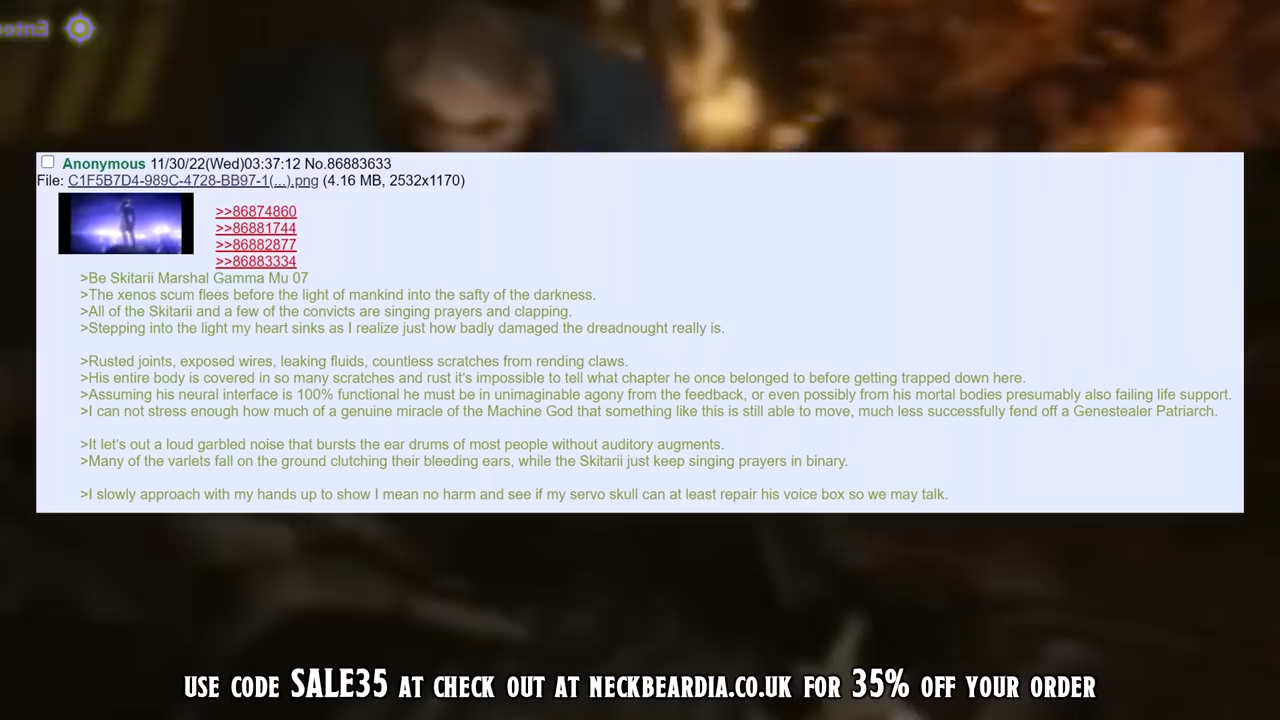 Anonymous 11/30/22(Wed)03:37:12 No.86883633
File: C1F5B7D4-989C-4728-BB97-1(...).png (4.16 MB, 2532x1170)
>>86874860
>>86881744
>>86882877
>>86883334
>Be Skitarii Marshal Gamma Mu 07
>The xenos scum flees before the light of mankind into the safty of the darkness.
>All of the Skitarii and a few of the convicts are singing prayers and clapping.
>Stepping into the light my heart sinks as I realize just how badly damaged the dreadnought really is.
>Rusted joints, exposed wires, leaking fluids, countless scratches from rending claws.
>His entire body is covered in so many scratches and rust it's impossible to tell what chapter he once belonged to before getting trapped down here.
>Assuming his neural interface is 100% functional he must be in unimaginable agony from the feedback, or even possibly from his mortal bodies presumably also failing life support.
>I can not stress enough how much of a genuine miracle of the Machine God that something like this is still able to move, much less successfully fend off a Genestealer Patriarch.
>It let's out a loud garbled noise that bursts the ear drums of most people without auditory augments.
>Many of the varlets fall on the ground clutching their bleeding ears, while the Skitarii just keep singing prayers in binary.
>I slowly approach with my hands up to show I mean no harm and see if my servo skull can at least repair his voice box so we may talk.
USE CODE SALE35 AT CHECK OUT AT NECKBEARDIA.CO.UK FOR 35% OFF YOUR ORDER